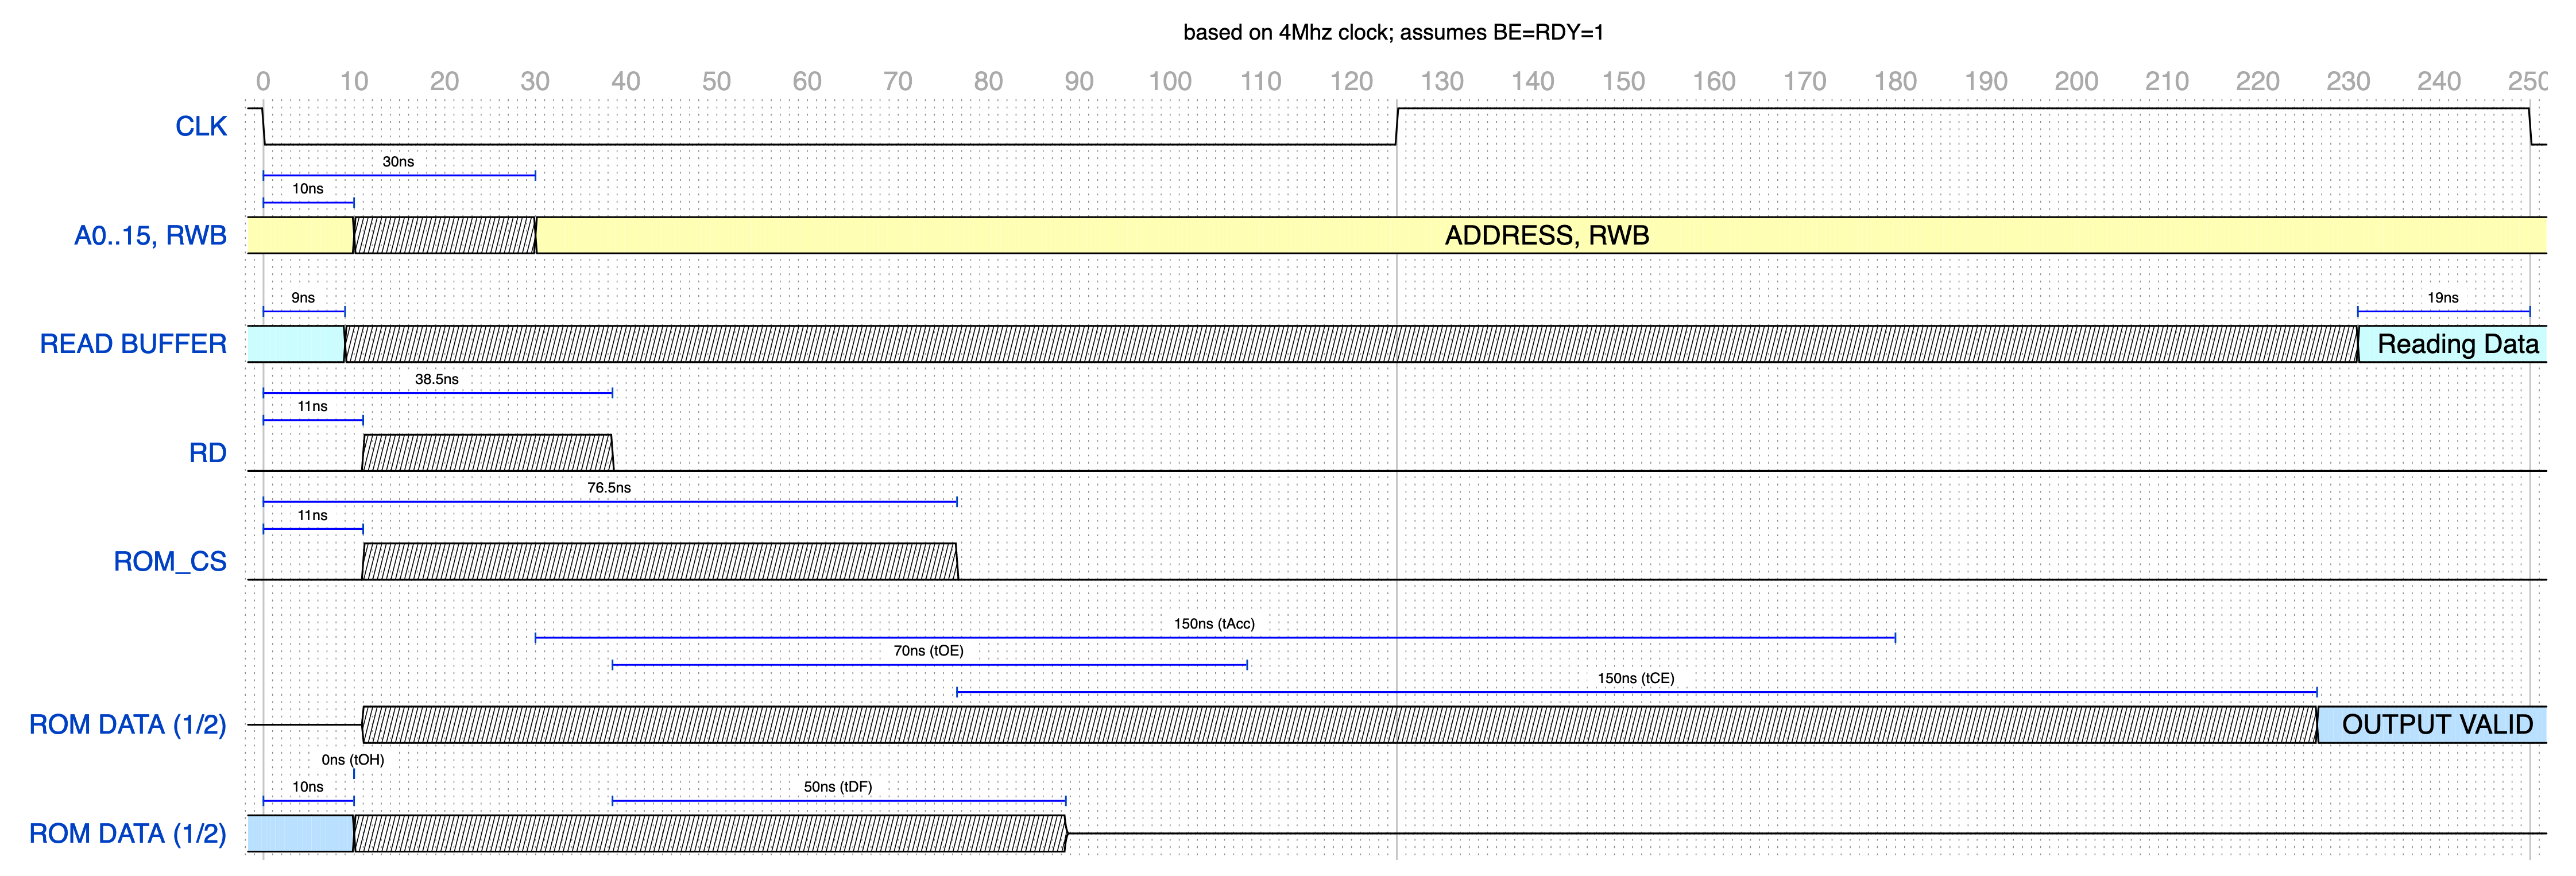 based on 4Mhz clock; assumes BE=RDY=1
0 10 20 30 40 50 60 70 80 90 100 110 120 130 140 150 160 170 180 190 200 210 220 230 240 250
CLK
30ns
10ns
A0..15, RWB ADDRESS, RWB
9ns 19ns
READ BUFFER Reading Data
38.5ns
11ns
RD
76.5ns
11ns
ROM_CS
150ns (tAcc)
70ns (tOE)
150ns (tCE)
ROM DATA (1/2) OUTPUT VALID
0ns (tOH)
10ns 50ns (tDF)
ROM DATA (1/2)